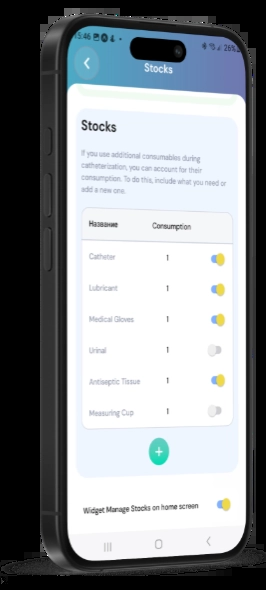 5:46
26%
Stocks
Stocks
If you use additional consumables during
catheterization, you can account for their
consumption. To do this, include what you need or
add a new one.
Название Consumption
Catheter 1
Lubricant 1
Medical Gloves 1
Urinal 1
Antiseptic Tissue 1
Measuring Cup 1
+
Widget Manage Stocks on home screen